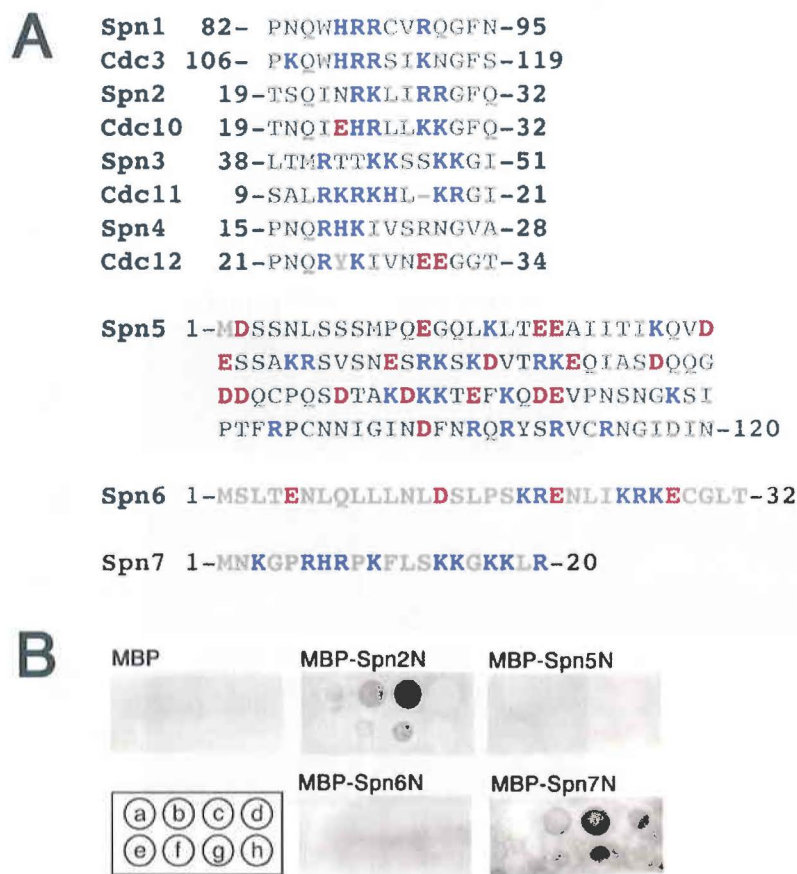 A
Spn1 82- PNQWHRRCVRQGFN-95
Cdc3 106- PKQWHRRSIKNGFS-119
Spn2 19-TSQINRKLIRRGFQ-32
Cdc10 19-TNQIEHRLLKKGFQ-32
Spn3 38-LTMRTTKKSSKKGI-51
Cdc11 9-SALRKRKHL-KRGI-21
Spn4 15-PNQRHKIVSRNGVA-28
Cdc12 21-PNQRYKIVNEEGGT-34
Spn5 1-MDSSNLSSSMPQEGQLKLTEEAIITIKQVD
ESSAKRSVSNESRKSKDVTRKEQIASDQQG
DDQCPQSDTAKDKKTEFKQDEVPNSNGKSI
PTFRPCNNIGINDFNRQRYSRVCRNGIDIN-120
Spn6 1-MSLTENLQLLLNLDSLPSKRENLIKRKECGLT-32
Spn7 1-MNKGPRHRPKFLSKKGKKLR-20
B
MBP MBP-Spn2N MBP-Spn5N
MBP-Spn6N MBP-Spn7N
a b c d
e f g h